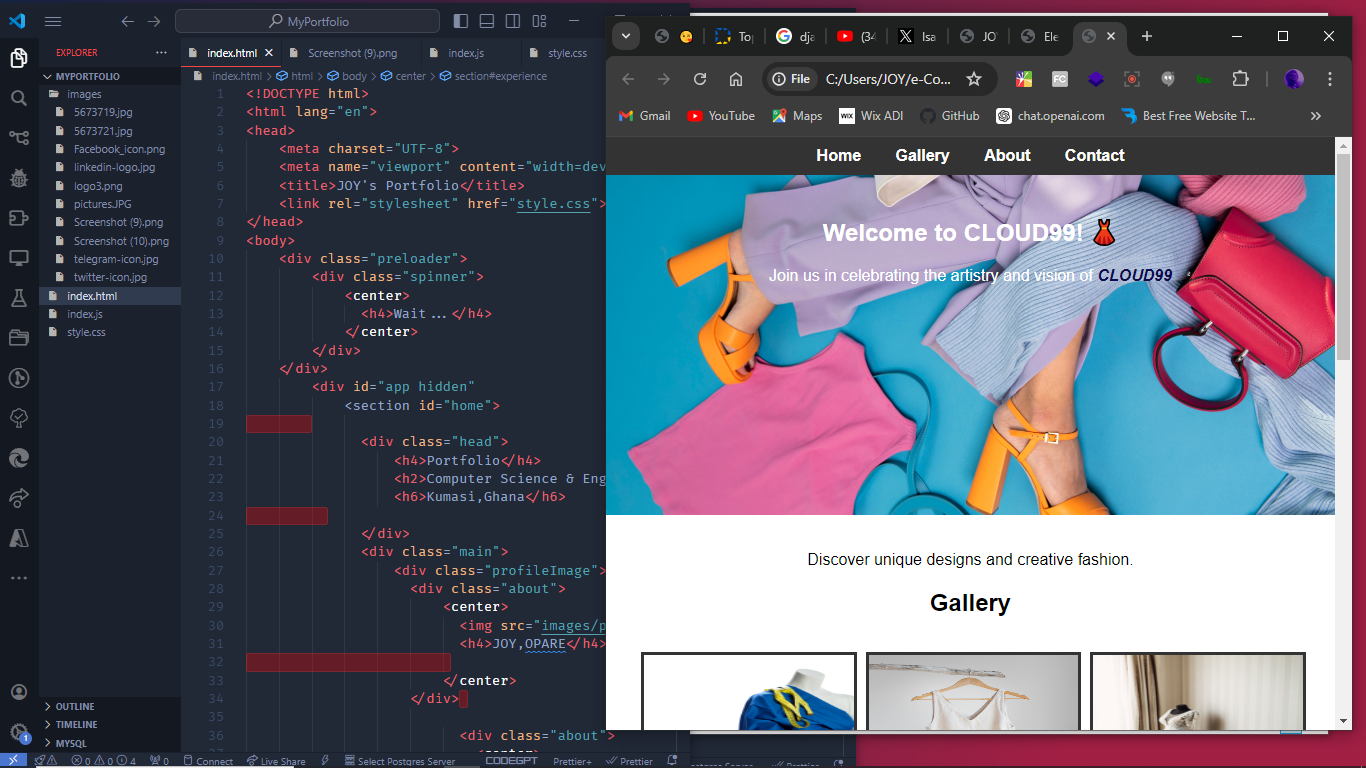 MyPortfolio
EXPLORER
MYPORTFOLIO
images
5673719.jpg
5673721.jpg
Facebook_icon.png
linkedin-logo.jpg
logo3.png
picturesJPG
Screenshot (9).png
Screenshot (10).png
telegram-icon.jpg
twitter-icon.jpg
index.html
index.js
style.css
OUTLINE
TIMELINE
MYSQL
index.html Screenshot (9).png index.js style.css
index.html > html > body > center > section#experience
1 <!DOCTYPE html>
2 <html lang="en">
3 <head>
4 <meta charset="UTF-8">
5 <meta name="viewport" content="width=dev
6 <title>JOY's Portfolio</title>
7 <link rel="stylesheet" href="style.css">
8 </head>
9 <body>
10 <div class="preloader">
11 <div class="spinner">
12 <center>
13 <h4>Wait...</h4>
14 </center>
15 </div>
16 </div>
17 <div id="app hidden"
18 <section id="home">
19
20 <div class="head">
21 <h4>Portfolio</h4>
22 <h2>Computer Science & Eng
23 <h6>Kumasi,Ghana</h6>
24
25 </div>
26 <div class="main">
27 <div class="profileImage">
28 <div class="about">
29 <center>
30 <img src="images/p
31 <h4>JOY,OPARE</h4>
32
33 </center>
34 </div>
35
36 <div class="about">
<center>
1
0 0 4 0 Connect Live Share Select Postgres Server CODEGPT Prettier+ Prettier
Prettier
To
dja
(34
Isa
JO
Ele
File C:/Users/JOY/e-Co...
FC
Gmail YouTube Maps WIX Wix ADI GitHub chat.openai.com Best Free Website T...
Home Gallery About Contact
Welcome to CLOUD99!
Join us in celebrating the artistry and vision of CLOUD99
Discover unique designs and creative fashion.
Gallery